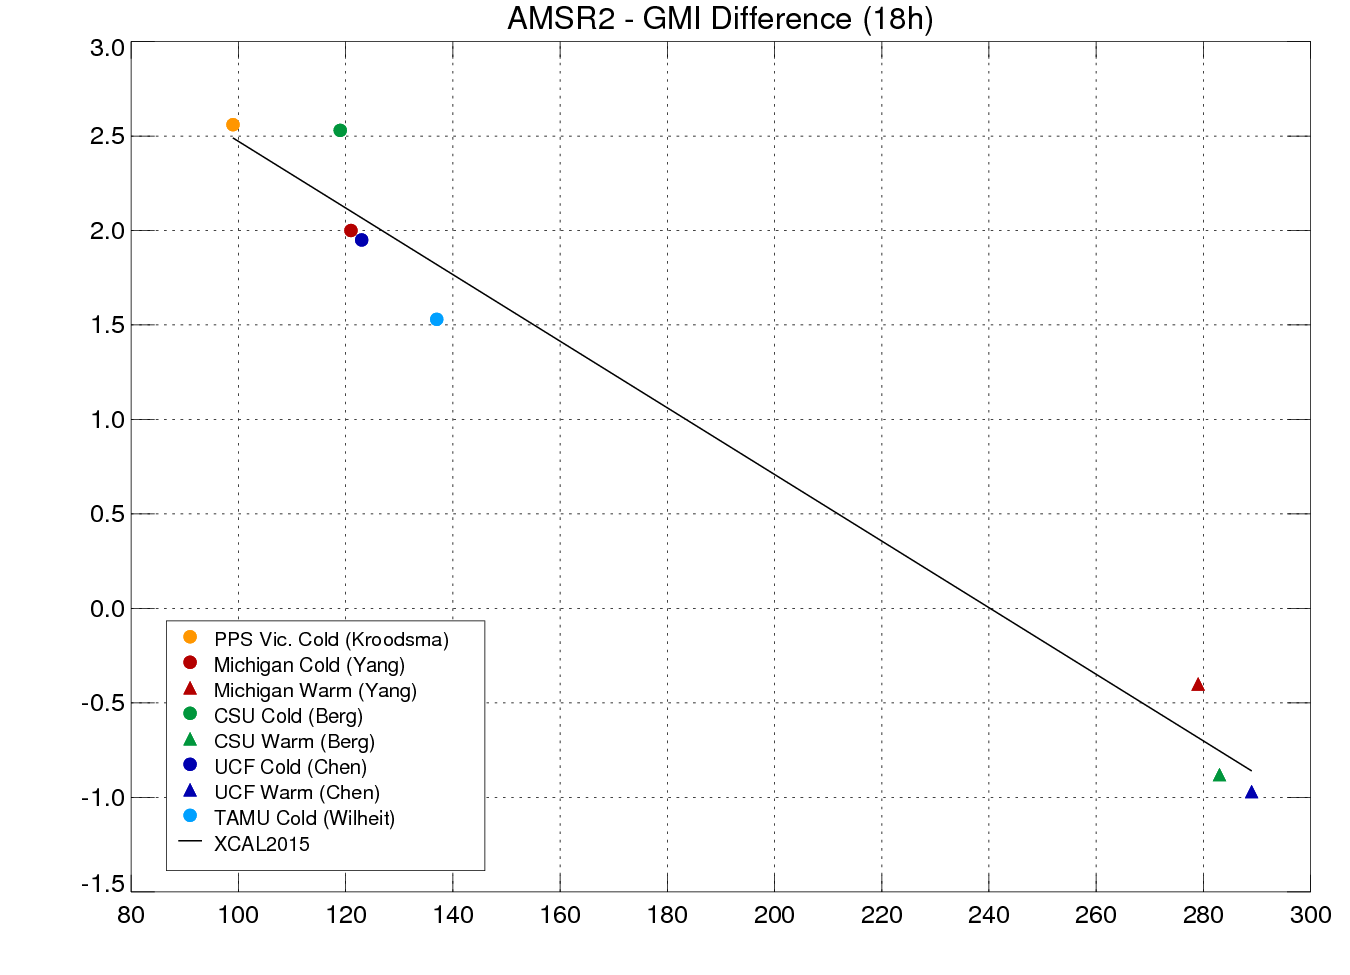 AMSR2 - GMI Difference (18h)
3.0
2.5
2.0
1.5
1.0
0.5
0.0
-0.5
-1.0
-1.5
PPS Vic. Cold (Kroodsma)
Michigan Cold (Yang)
Michigan Warm (Yang)
CSU Cold (Berg)
CSU Warm (Berg)
UCF Cold (Chen)
UCF Warm (Chen)
TAMU Cold (Wilheit)
XCAL2015
80 100 120 140 160 180 200 220 240 260 280 300